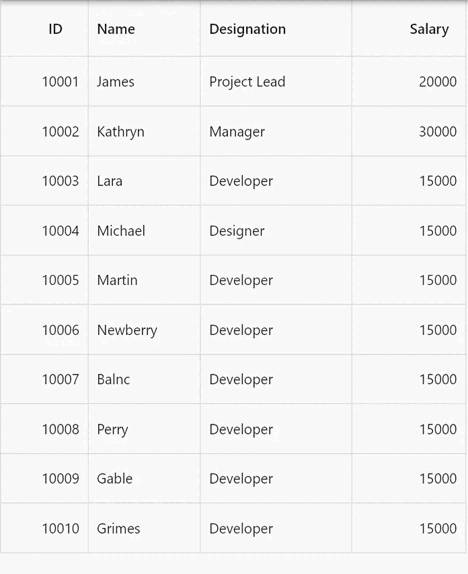 ID Name Designation Salary
10001 James Project Lead 20000
10002 Kathryn Manager 30000
10003 Lara Developer 15000
10004 Michael Designer 15000
10005 Martin Developer 15000
10006 Newberry Developer 15000
10007 Balnc Developer 15000
10008 Perry Developer 15000
10009 Gable Developer 15000
10010 Grimes Developer 15000